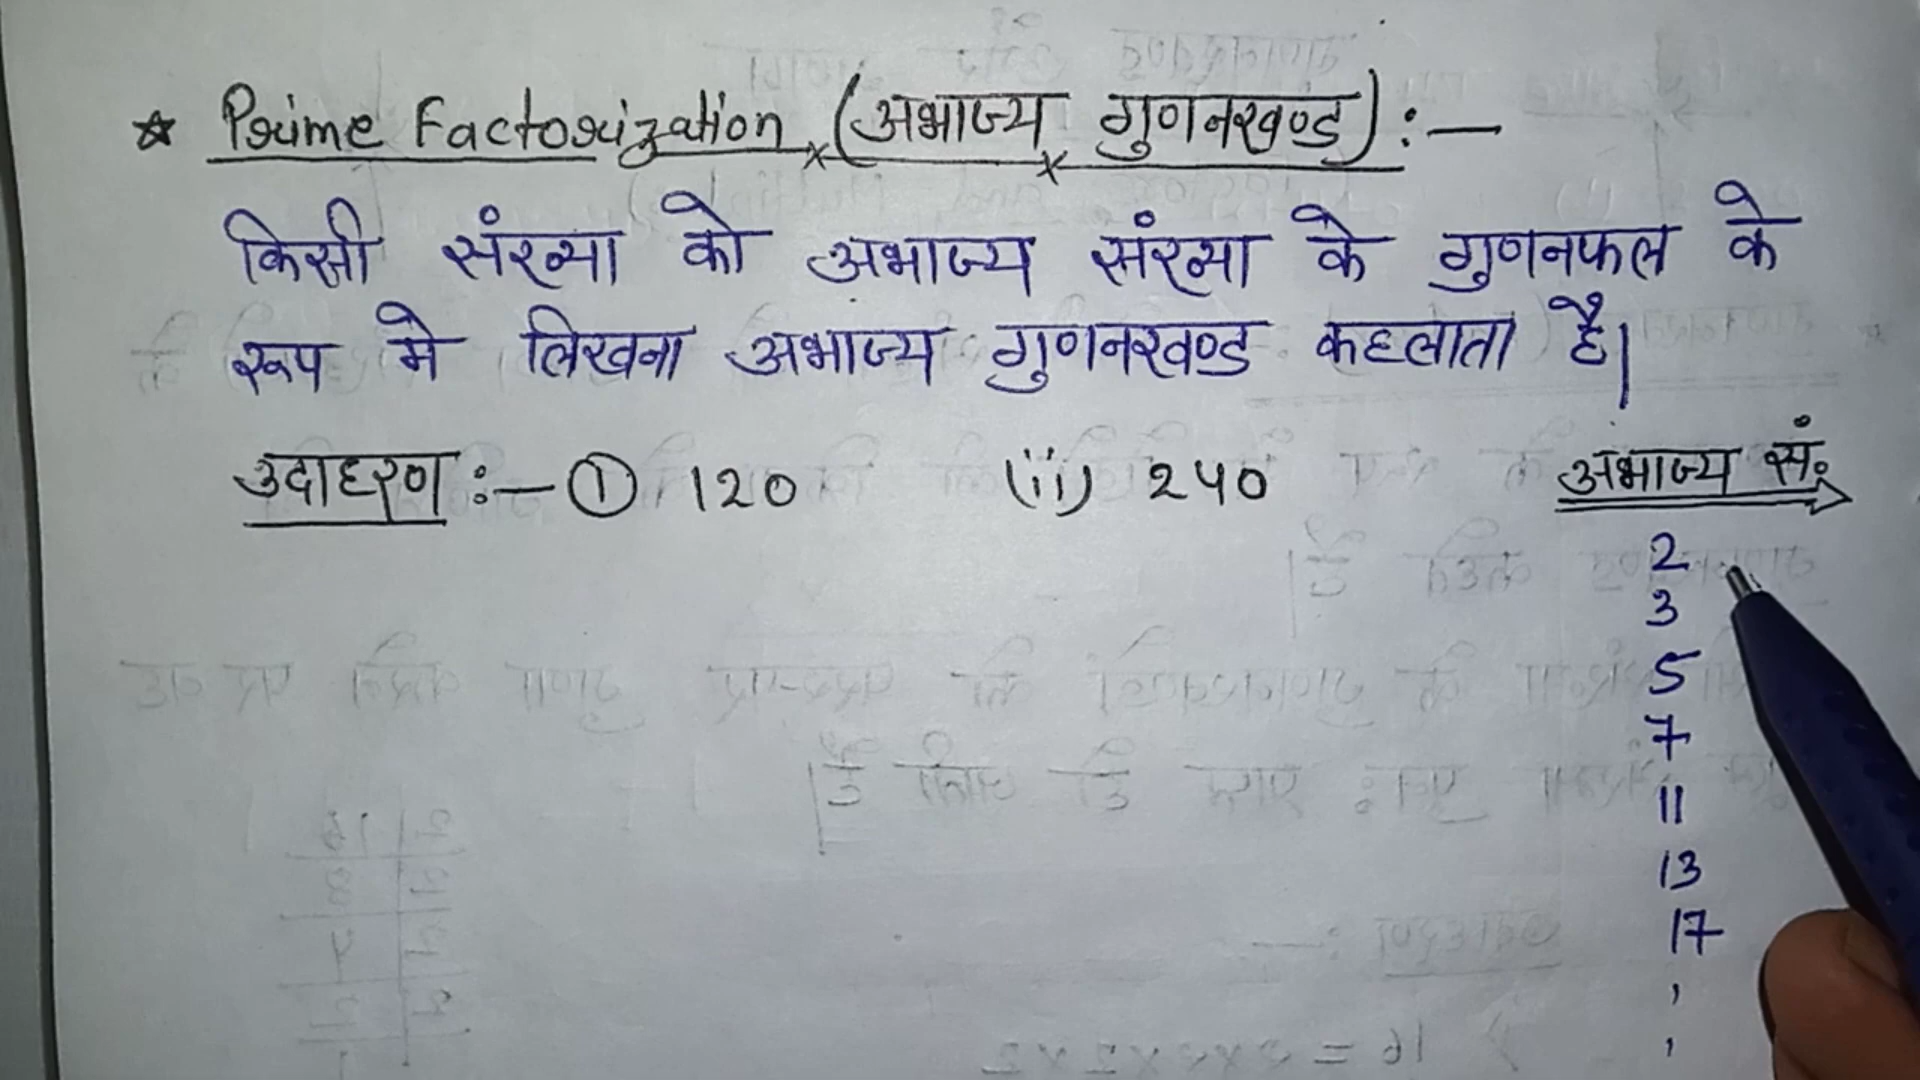 ☆ Prime Factorization (अभाज्य गुणनखण्ड) :—
किसी संख्या को अभाज्य संख्या के गुणनफल के
रूप मे लिखना अभाज्य गुणनखण्ड कहलाता है|
उदाहरण :— ① 120 (ii) 240
अभाज्य सं॰
2
3
5
7
11
13
17
,
,